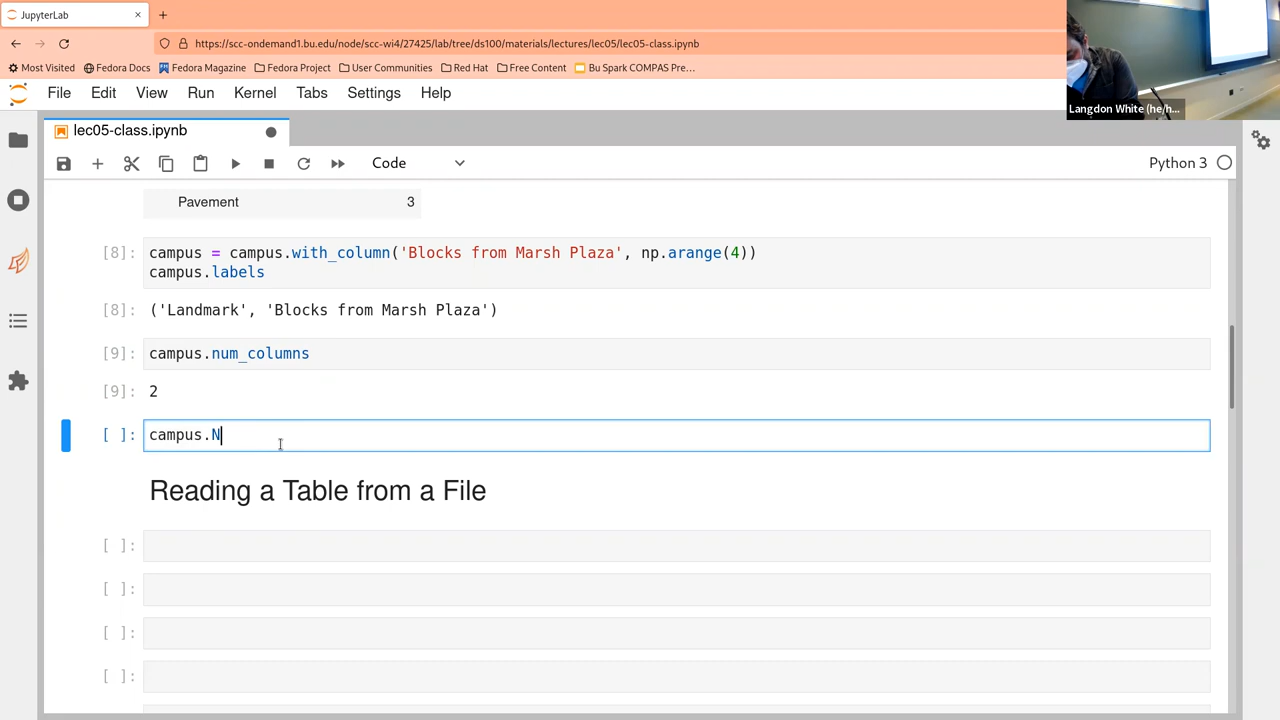 JupyterLab
https://scc-ondemand1.bu.edu/node/scc-wi4/27425/lab/tree/ds100/materials/lectures/lec05/lec05-class.ipynb
Most Visited Fedora Docs Fedora Magazine Fedora Project User Communities Red Hat Free Content Bu Spark COMPAS Pre…
File Edit View Run Kernel Tabs Settings Help
Langdon White (he/h...
lec05-class.ipynb
Code Python 3
Pavement 3
[8]: campus = campus.with_column('Blocks from Marsh Plaza', np.arange(4))
campus.labels
[8]: ('Landmark', 'Blocks from Marsh Plaza')
[9]: campus.num_columns
[9]: 2
[ ]: campus.N
Reading a Table from a File
[ ]:
[ ]:
[ ]:
[ ]: